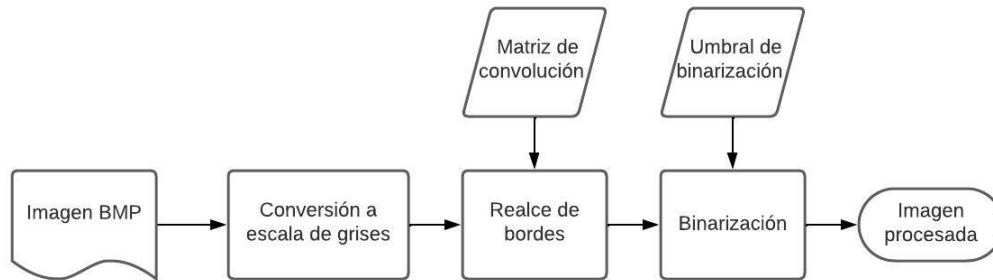 Matriz de
convolución
Umbral de
binarización
Imagen BMP
Conversión a
escala de grises
Realce de
bordes
Binarización
Imagen
procesada